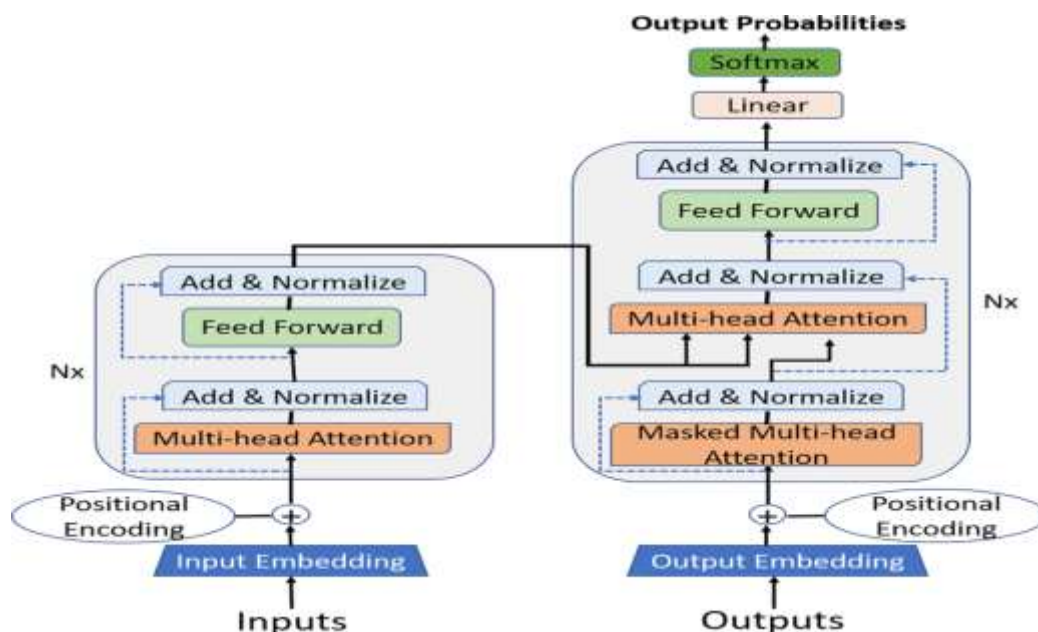 Output Probabilities
Softmax
Linear
Add & Normalize
Feed Forward
Add & Normalize
Multi-head Attention
Nx
Add & Normalize
Masked Multi-head
Attention
Positional
Encoding
Output Embedding
Outputs
Add & Normalize
Feed Forward
Nx
Add & Normalize
Multi-head Attention
Positional
Encoding
Input Embedding
Inputs